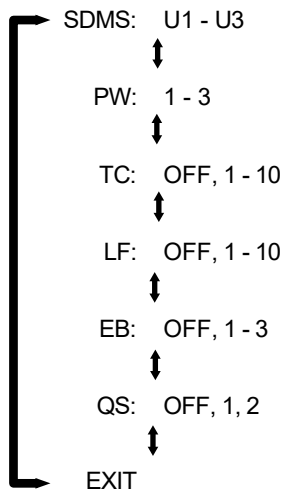 SDMS: U1 - U3
PW: 1 - 3
TC: OFF, 1 - 10
LF: OFF, 1 - 10
EB: OFF, 1 - 3
QS: OFF, 1, 2
EXIT